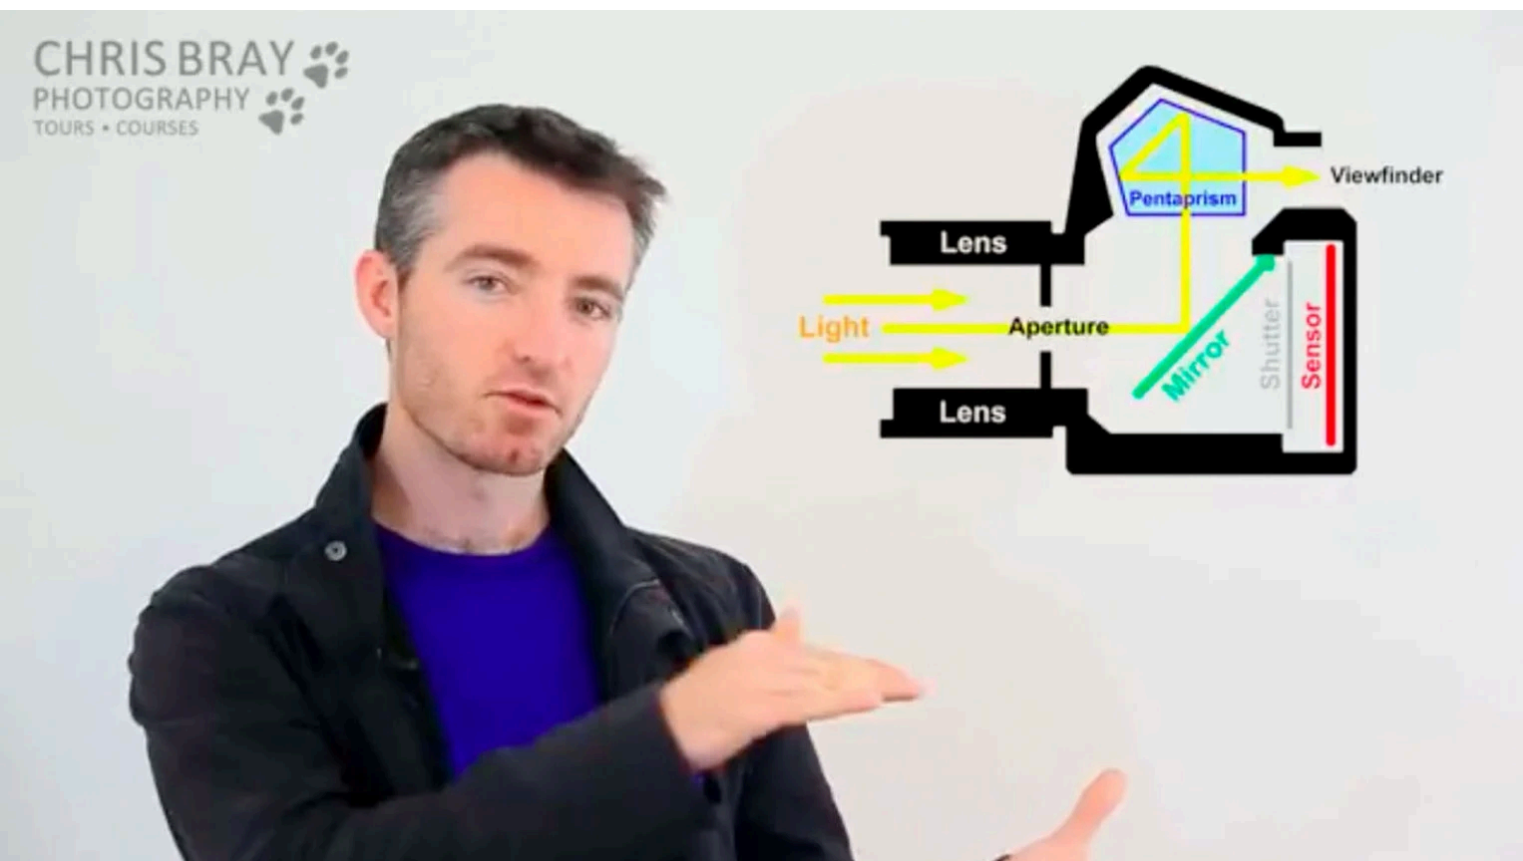 CHRIS BRAY
PHOTOGRAPHY
TOURS • COURSES
Viewfinder
Pentaprism
Lens
Light
Aperture
Mirror
Shutter
Sensor
Lens